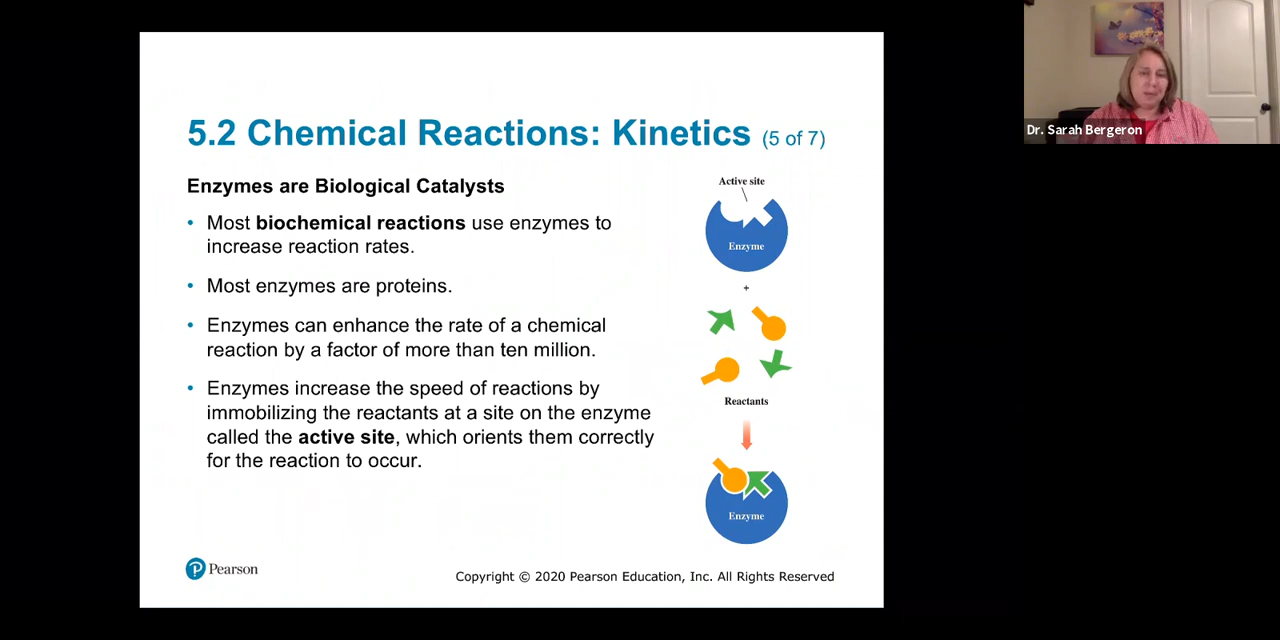 5.2 Chemical Reactions: Kinetics (5 of 7)
Enzymes are Biological Catalysts
• Most biochemical reactions use enzymes to
increase reaction rates.
• Most enzymes are proteins.
• Enzymes can enhance the rate of a chemical
reaction by a factor of more than ten million.
• Enzymes increase the speed of reactions by
immobilizing the reactants at a site on the enzyme
called the active site, which orients them correctly
for the reaction to occur.
Active site
Enzyme
+
Reactants
Enzyme
Pearson
Copyright © 2020 Pearson Education, Inc. All Rights Reserved
Dr. Sarah Bergeron